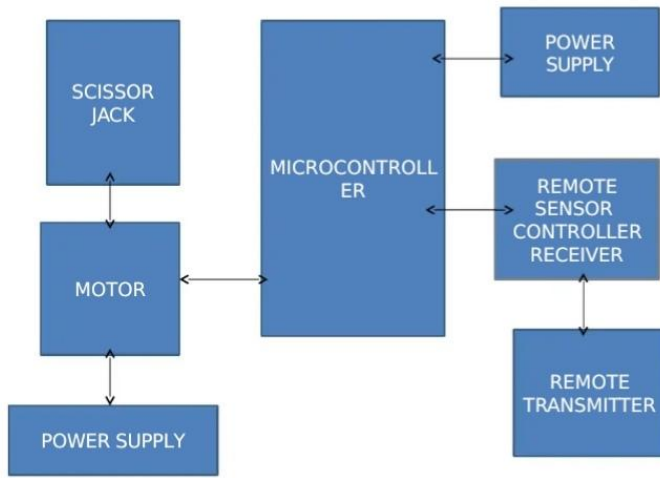 SCISSOR
JACK
MICROCONTROLL
ER
POWER
SUPPLY
REMOTE
SENSOR
CONTROLLER
RECEIVER
MOTOR
REMOTE
TRANSMITTER
POWER SUPPLY